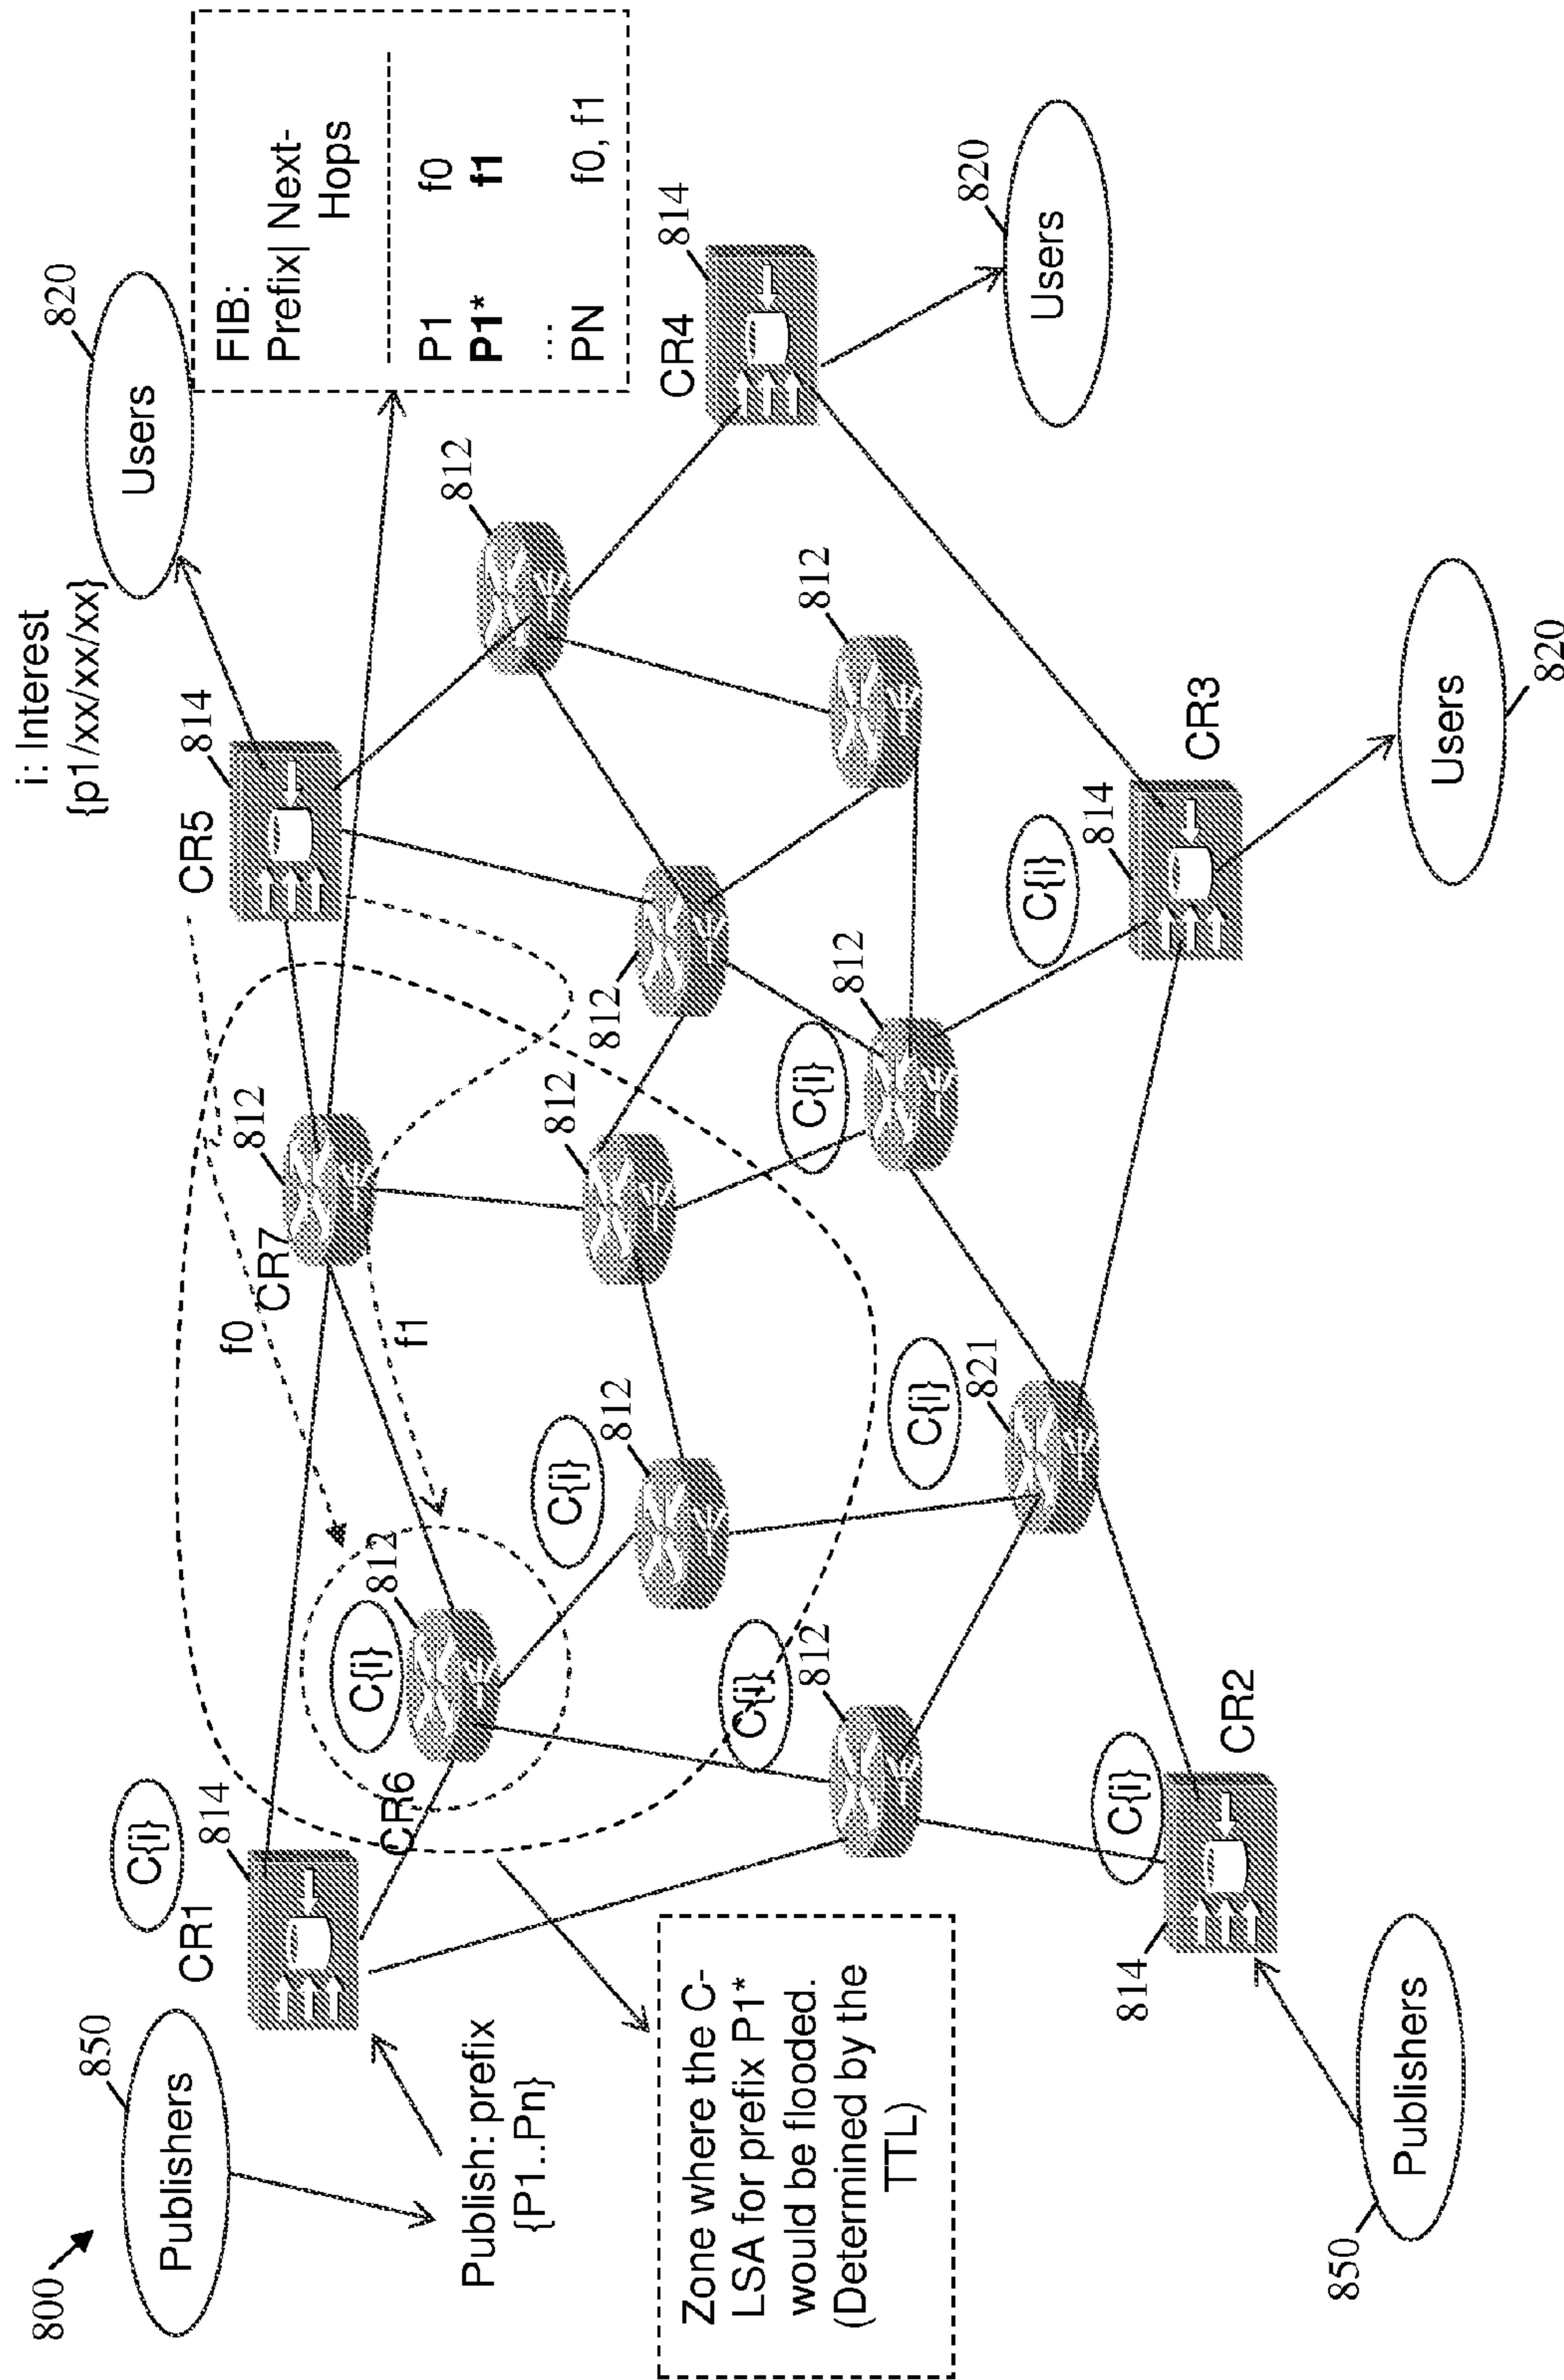 800
850
Publishers
Publish: prefix
{P1..Pn}
CR1
814
C{i}
CR6
C{i}
812
f0
f1
CR7
812
CR5
814
i: Interest
{p1/xx/xx/xx}
Users
820
FIB:
Prefix| Next-
Hops
P1 f0
P1* f1
...
PN f0, f1
Zone where the C-
LSA for prefix P1*
would be flooded.
(Determined by the
TTL)
C{i}
812
812
812
812
C{i}
812
C{i}
812
812
CR4
814
820
Users
C{i}
821
850
Publishers
814
C{i}
CR2
C{i}
814
CR3
Users
820